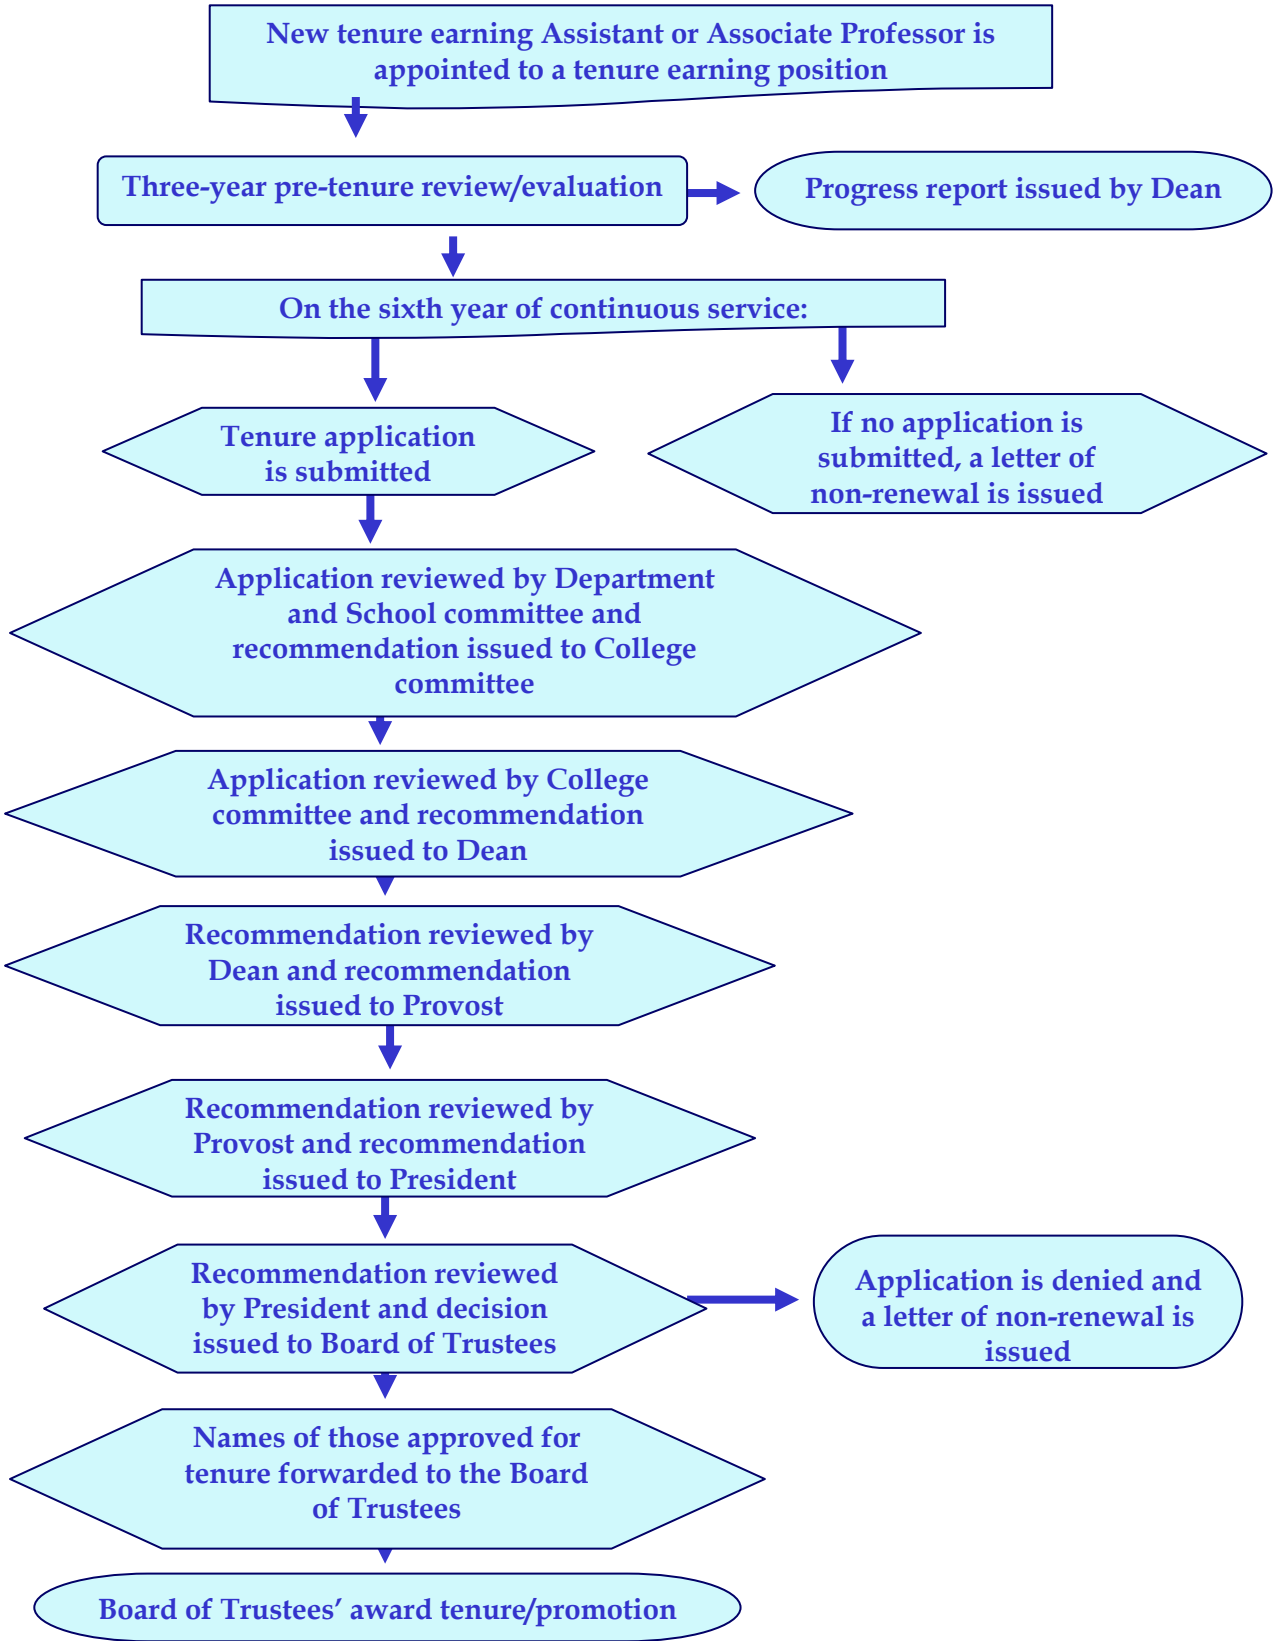 New tenure earning Assistant or Associate Professor is
appointed to a tenure earning position
Three-year pre-tenure review/evaluation
Progress report issued by Dean
On the sixth year of continuous service:
Tenure application
is submitted
If no application is
submitted, a letter of
non-renewal is issued
Application reviewed by Department
and School committee and
recommendation issued to College
committee
Application reviewed by College
committee and recommendation
issued to Dean
Recommendation reviewed by
Dean and recommendation
issued to Provost
Recommendation reviewed by
Provost and recommendation
issued to President
Recommendation reviewed
by President and decision
issued to Board of Trustees
Application is denied and
a letter of non-renewal is
issued
Names of those approved for
tenure forwarded to the Board
of Trustees
Board of Trustees’ award tenure/promotion